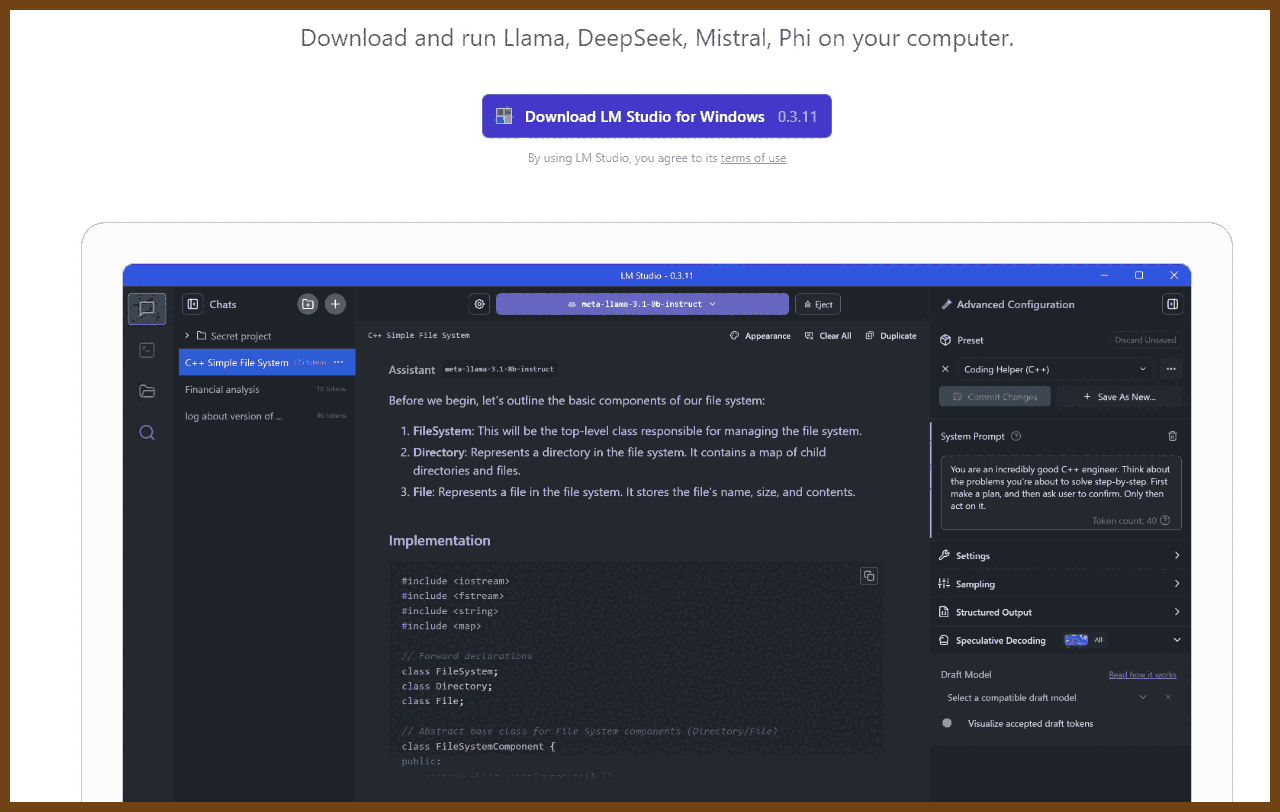 Download and run Llama, DeepSeek, Mistral, Phi on your computer.
Download LM Studio for Windows 0.3.11
By using LM Studio, you agree to its terms of use
LM Studio - 0.3.11
Chats
meta-llama-3.1-8b-instruct
Eject
Advanced Configuration
Secret project
C++ Simple File System
Appearance
Clear All
Duplicate
Preset
Discard Unsaved
C++ Simple File System 175 tokens ...
Financial analysis 1K tokens
log about version of ... 96 tokens
Assistant meta-llama-3.1-8b-instruct
Coding Helper (C++)
Commit Changes
+ Save As New...
Before we begin, let's outline the basic components of our file system:
1. FileSystem: This will be the top-level class responsible for managing the file system.
2. Directory: Represents a directory in the file system. It contains a map of child
directories and files.
3. File: Represents a file in the file system. It stores the file's name, size, and contents.
System Prompt
You are an incredibly good C++ engineer. Think about
the problems you're about to solve step-by-step. First
make a plan, and then ask user to confirm. Only then
act on it.
Token count: 40
Implementation
#include <iostream>
#include <fstream>
#include <string>
#include <map>
// Forward declarations
class FileSystem;
class Directory;
class File;
// Abstract base class for File System components (Directory/File)
class FileSystemComponent {
public:
Settings
Sampling
Structured Output
Speculative Decoding All
Draft Model Read how it works
Select a compatible draft model
Visualize accepted draft tokens